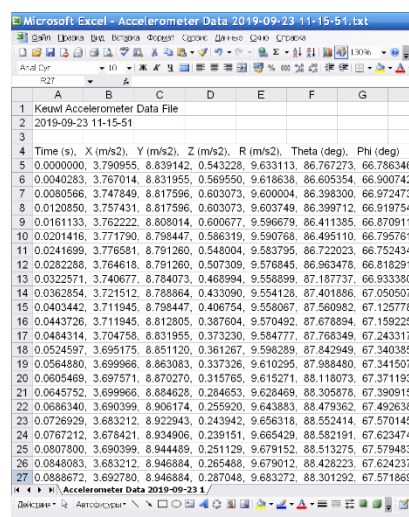 Microsoft Excel - Accelerometer Data 2019-09-23 11-15-51.txt
Файл Правка Вид Вставка Формат Сервис Данные Окно Справка
130%
Arial Cyr 10 Ж К Ч
R27
A B C D E F G
1 Keuwl Accelerometer Data File
2 2019-09-23 11-15-51
3
4 Time (s), X (m/s2), Y (m/s2), Z (m/s2), R (m/s2), Theta (deg), Phi (deg)
5 0.0000000, 3.790955, 8.839142, 0.543228, 9.633113, 86.767273, 66.786346
6 0.0040283, 3.767014, 8.831955, 0.569550, 9.618638, 86.605354, 66.900742
7 0.0080566, 3.747849, 8.817596, 0.603073, 9.600004, 86.398300, 66.972473
8 0.0120850, 3.757431, 8.817596, 0.603073, 9.603749, 86.399712, 66.919754
9 0.0161133, 3.762222, 8.808014, 0.600677, 9.596679, 86.411385, 66.870911
10 0.0201416, 3.771790, 8.798447, 0.586319, 9.590768, 86.495110, 66.795761
11 0.0241699, 3.776581, 8.791260, 0.548004, 9.583795, 86.722023, 66.752434
12 0.0282288, 3.764618, 8.791260, 0.507309, 9.576845, 86.963478, 66.818291
13 0.0322571, 3.740677, 8.784073, 0.468994, 9.558899, 87.187737, 66.933380
14 0.0362854, 3.721512, 8.788864, 0.433090, 9.554128, 87.401886, 67.050507
15 0.0403442, 3.711945, 8.798447, 0.406754, 9.558067, 87.560982, 67.125778
16 0.0443726, 3.711945, 8.812805, 0.387604, 9.570492, 87.678894, 67.159225
17 0.0484314, 3.704758, 8.831955, 0.373230, 9.584777, 87.768349, 67.243317
18 0.0524597, 3.695175, 8.851120, 0.361267, 9.598289, 87.842949, 67.340385
19 0.0564880, 3.699966, 8.863083, 0.337326, 9.610295, 87.988480, 67.341507
20 0.0605469, 3.697571, 8.870270, 0.315765, 9.615271, 88.118073, 67.371193
21 0.0645752, 3.699966, 8.884628, 0.284653, 9.628469, 88.305878, 67.390915
22 0.0686340, 3.690399, 8.906174, 0.255920, 9.643883, 88.479362, 67.492638
23 0.0726929, 3.683212, 8.922943, 0.243942, 9.656318, 88.552414, 67.570145
24 0.0767212, 3.678421, 8.934906, 0.239151, 9.665429, 88.582191, 67.623474
25 0.0807800, 3.690399, 8.944489, 0.251129, 9.679152, 88.513275, 67.579483
26 0.0848083, 3.683212, 8.946884, 0.265488, 9.679012, 88.428223, 67.624237
27 0.0888672, 3.692780, 8.946884, 0.287048, 9.683272, 88.301292, 67.571869
Accelerometer Data 2019-09-23 1
Действия Автофигуры